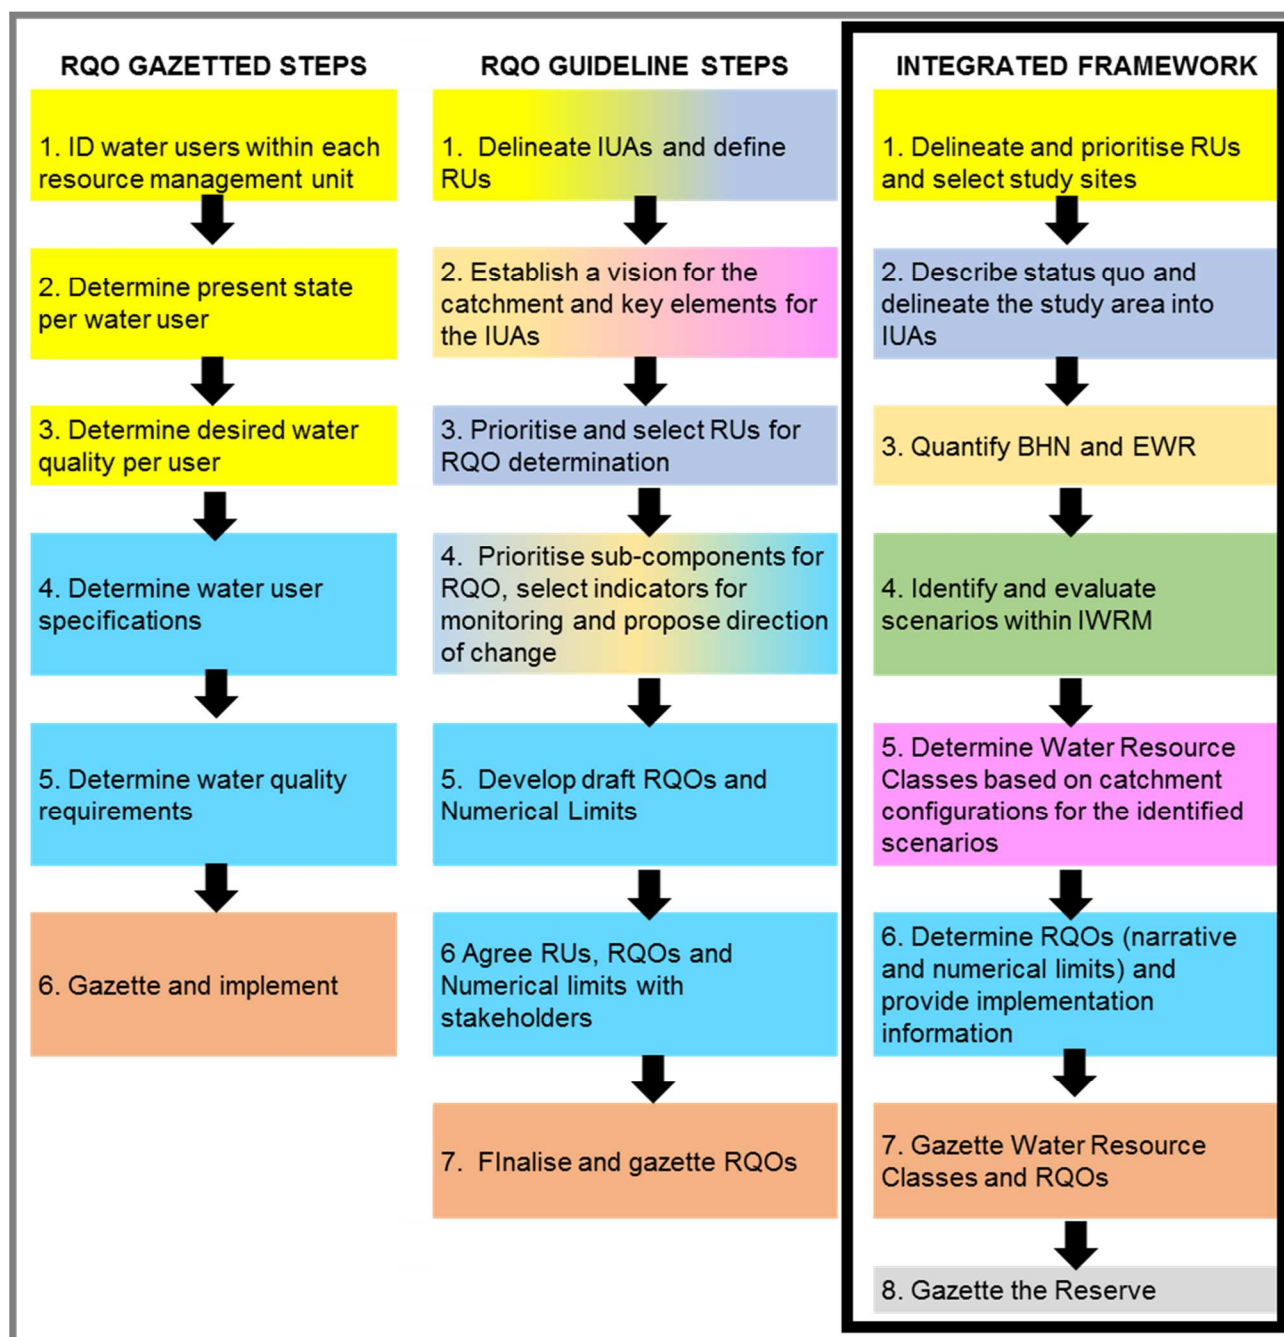 RQO GAZETTED STEPS
1. ID water users within each
resource management unit
2. Determine present state
per water user
3. Determine desired water
quality per user
4. Determine water user
specifications
5. Determine water quality
requirements
6. Gazette and implement
RQO GUIDELINE STEPS
1. Delineate IUAs and define
RUs
2. Establish a vision for the
catchment and key elements for
the IUAs
3. Prioritise and select RUs for
RQO determination
4. Prioritise sub-components for
RQO, select indicators for
monitoring and propose direction
of change
5. Develop draft RQOs and
Numerical Limits
6 Agree RUs, RQOs and
Numerical limits with
stakeholders
7. FInalise and gazette RQOs
INTEGRATED FRAMEWORK
1. Delineate and prioritise RUs
and select study sites
2. Describe status quo and
delineate the study area into
IUAs
3. Quantify BHN and EWR
4. Identify and evaluate
scenarios within IWRM
5. Determine Water Resource
Classes based on catchment
configurations for the identified
scenarios
6. Determine RQOs (narrative
and numerical limits) and
provide implementation
information
7. Gazette Water Resource
Classes and RQOs
8. Gazette the Reserve